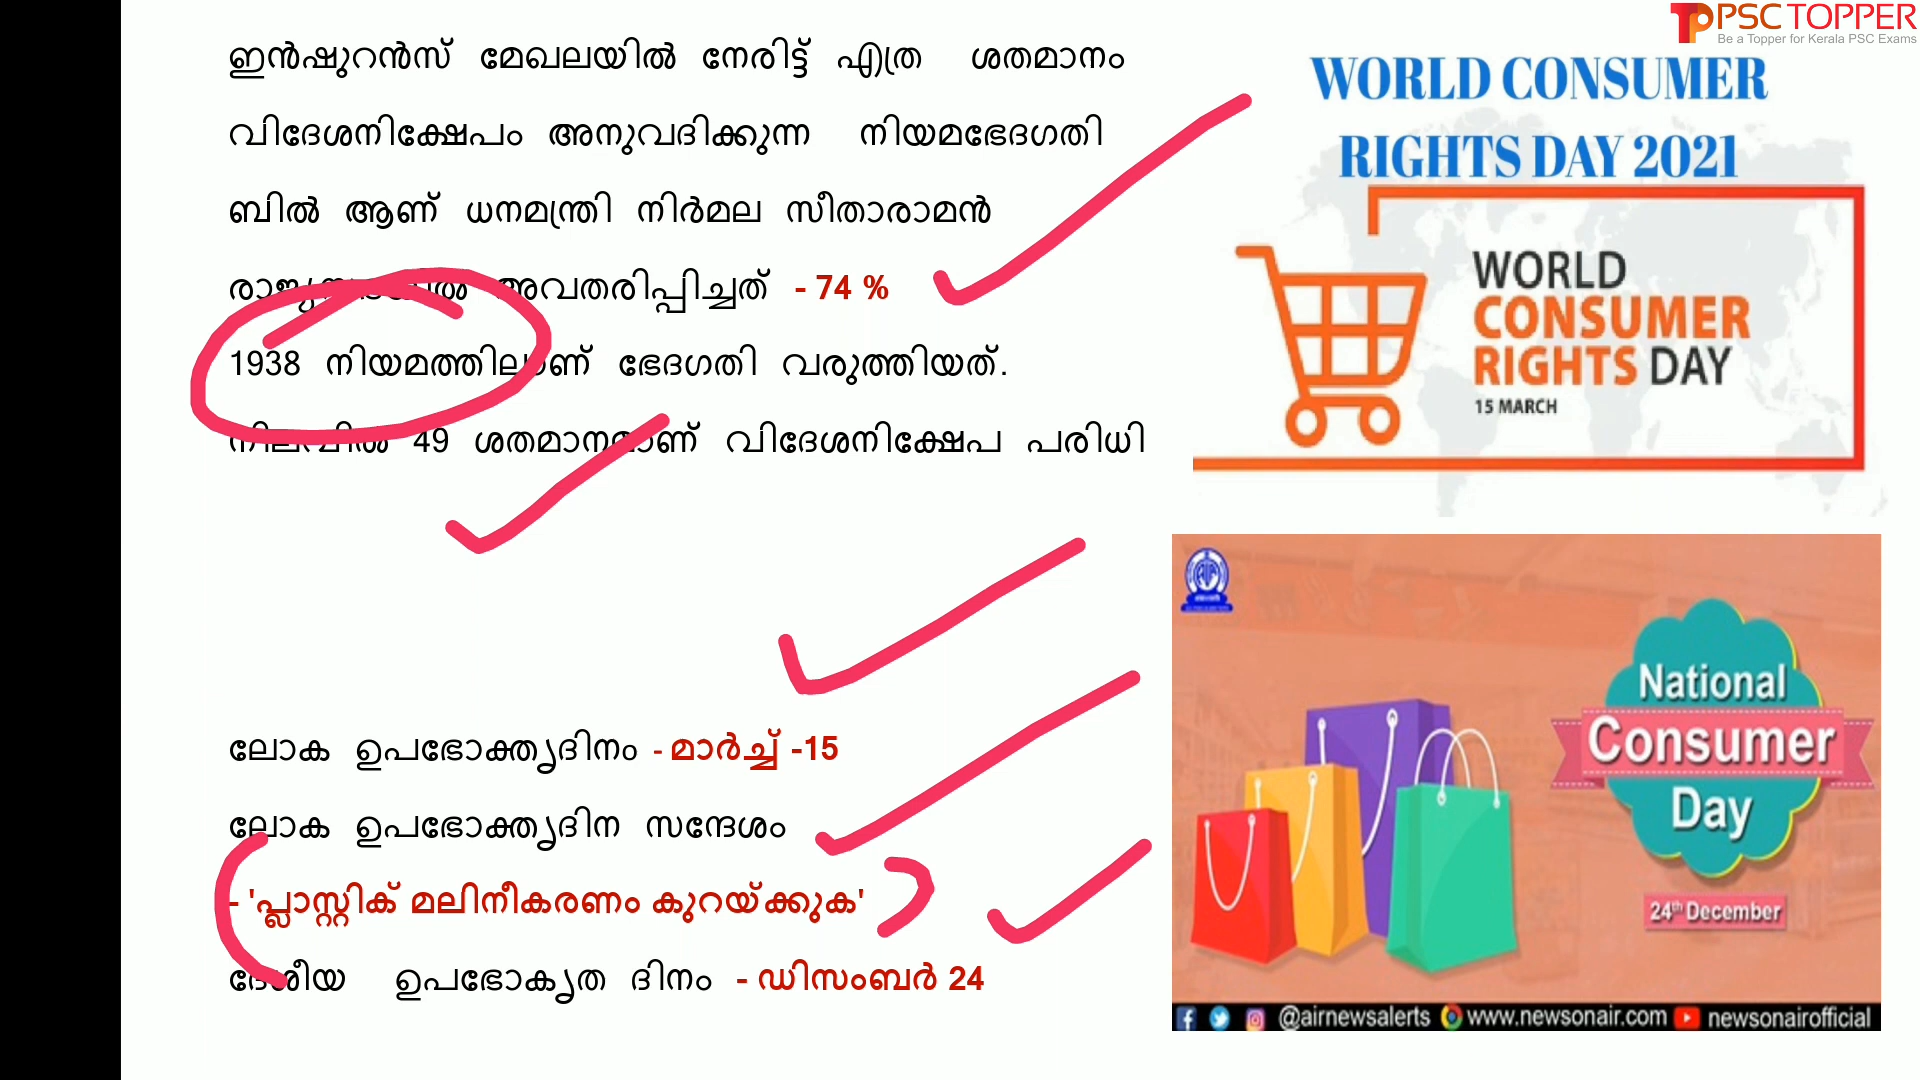 ഇൻഷുറൻസ് മേഖലയിൽ നേരിട്ട് എത്ര ശതമാനം
വിദേശനിക്ഷേപം അനുവദിക്കുന്ന നിയമഭേദഗതി
ബിൽ ആണ് ധനമന്ത്രി നിർമല സീതാരാമൻ
രാജ്യസഭയിൽ അവതരിപ്പിച്ചത് - 74 %
1938 നിയമത്തിലാണ് ഭേദഗതി വരുത്തിയത്.
നിലവിൽ 49 ശതമാനമാണ് വിദേശനിക്ഷേപ പരിധി
ലോക ഉപഭോക്തൃദിനം - മാർച്ച് -15
ലോക ഉപഭോക്തൃദിന സന്ദേശം
- 'പ്ലാസ്റ്റിക് മലിനീകരണം കുറയ്ക്കുക'
ദേശീയ ഉപഭോകൃത ദിനം - ഡിസംബർ 24
PSC TOPPER
Be a Topper for Kerala PSC Exams
WORLD CONSUMER
RIGHTS DAY 2021
WORLD
CONSUMER
RIGHTS DAY
15 MARCH
National
Consumer
Day
24th December
@airnewsalerts www.newsonair.com newsonairofficial